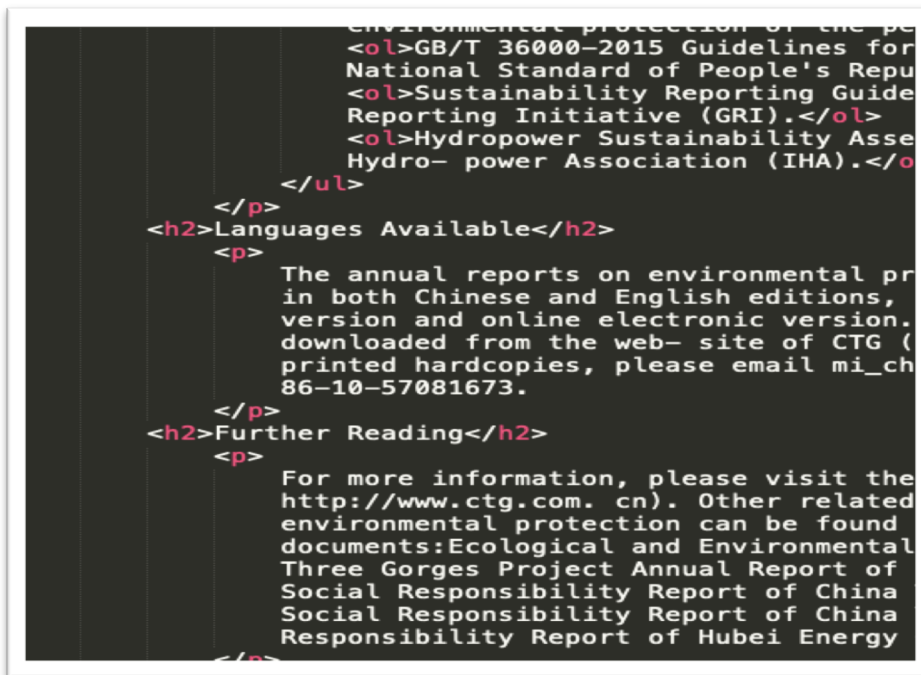 environmental protection of the pe
<ol>GB/T 36000–2015 Guidelines for
National Standard of People's Repu
<ol>Sustainability Reporting Guide
Reporting Initiative (GRI).</ol>
<ol>Hydropower Sustainability Asse
Hydro– power Association (IHA).</o
</ul>
</p>
<h2>Languages Available</h2>
<p>
The annual reports on environmental pr
in both Chinese and English editions,
version and online electronic version.
downloaded from the web– site of CTG (
printed hardcopies, please email mi_ch
86–10–57081673.
</p>
<h2>Further Reading</h2>
<p>
For more information, please visit the
http://www.ctg.com. cn). Other related
environmental protection can be found
documents:Ecological and Environmental
Three Gorges Project Annual Report of
Social Responsibility Report of China
Social Responsibility Report of China
Responsibility Report of Hubei Energy
</p>